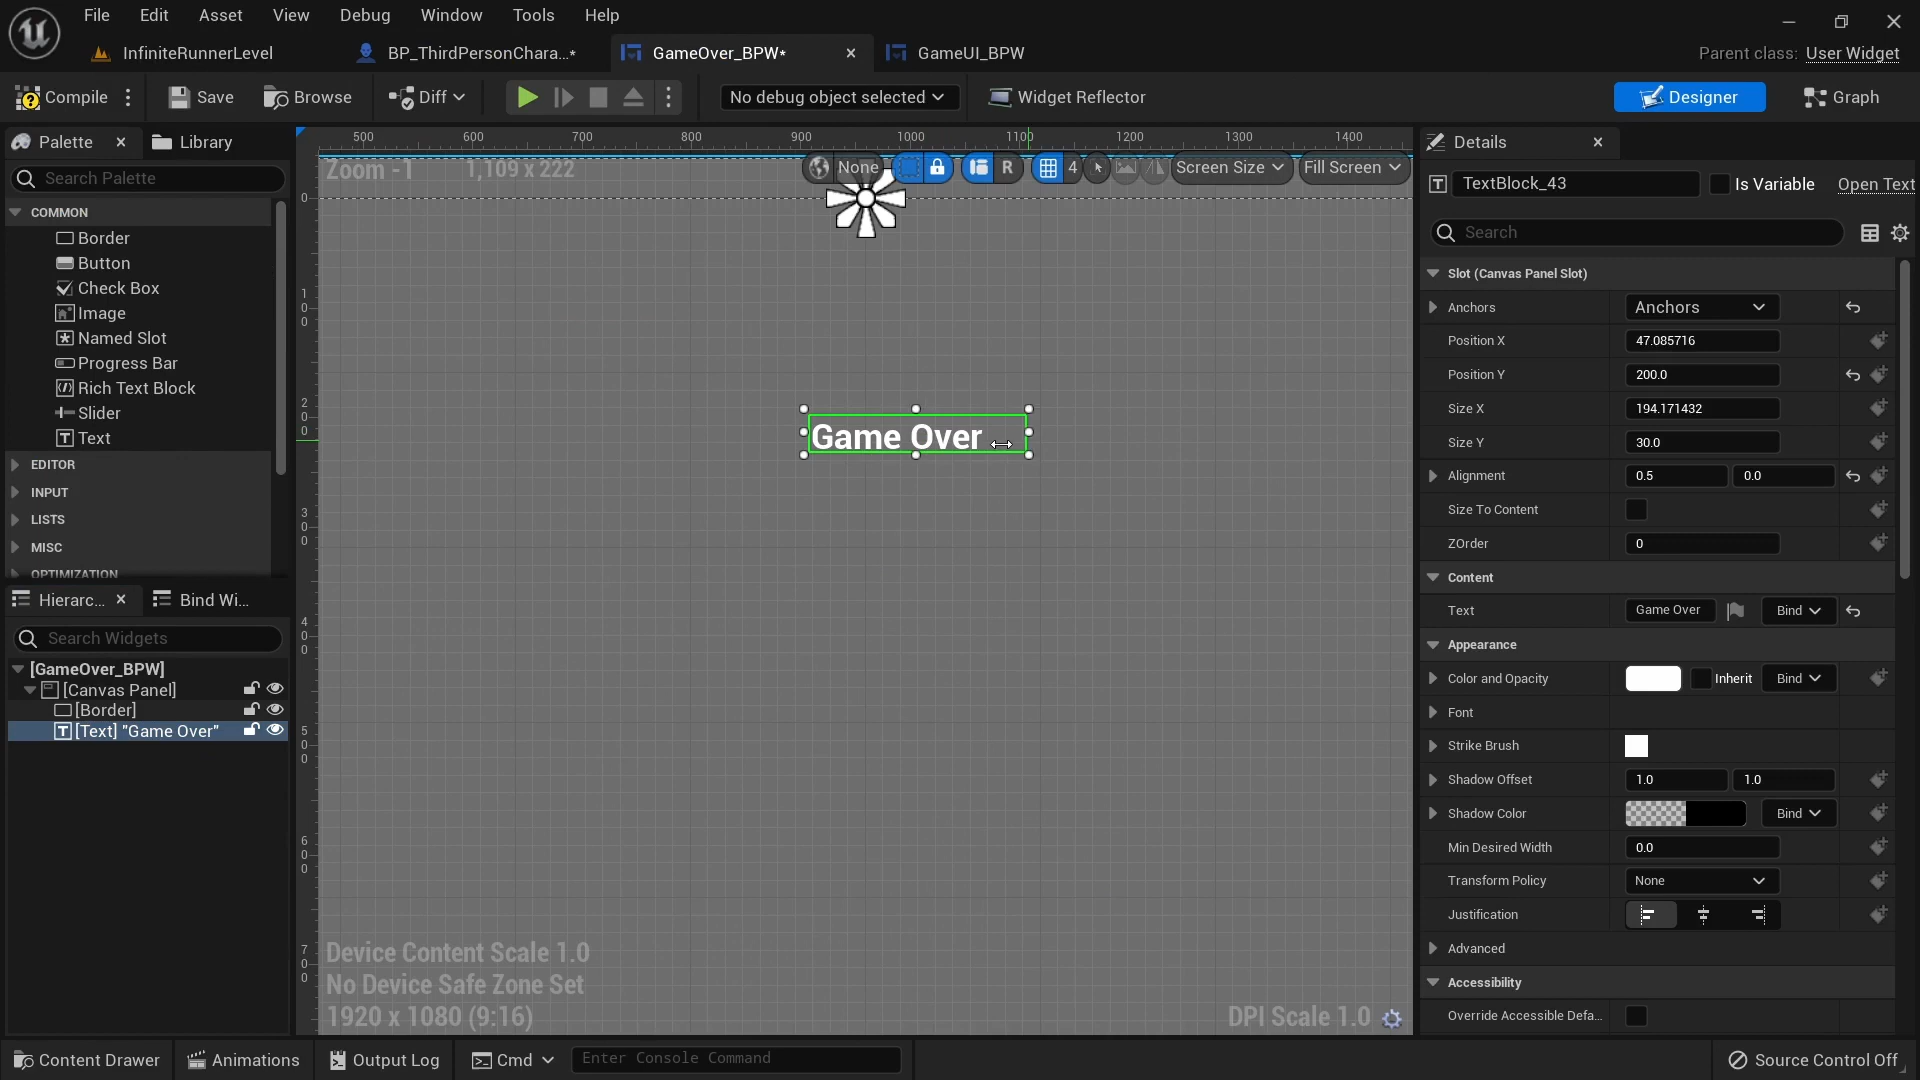 File Edit Asset View Debug Window Tools Help
InfiniteRunnerLevel BP_ThirdPersonChara...* GameOver_BPW* GameUI_BPW Parent class: User Widget
Compile Save Browse Diff No debug object selected Widget Reflector Designer Graph
Palette Library
Search Palette
COMMON
Border
Button
Check Box
Image
Named Slot
Progress Bar
Rich Text Block
Slider
Text
EDITOR
INPUT
LISTS
MISC
OPTIMIZATION
Hierarc... Bind Wi...
Search Widgets
[GameOver_BPW]
[Canvas Panel]
[Border]
[Text] "Game Over"
500 600 700 800 900 1000 1100 1200 1300 1400
Zoom -1 1,109 x 222 None R 4 Screen Size Fill Screen
0
100
200
300
400
500
600
700
Game Over
Device Content Scale 1.0
No Device Safe Zone Set
1920 x 1080 (9:16) DPI Scale 1.0
Details
TextBlock_43 Is Variable Open Text
Search
Slot (Canvas Panel Slot)
Anchors Anchors
Position X 47.085716
Position Y 200.0
Size X 194.171432
Size Y 30.0
Alignment 0.5 0.0
Size To Content
ZOrder 0
Content
Text Game Over Bind
Appearance
Color and Opacity Inherit Bind
Font
Strike Brush
Shadow Offset 1.0 1.0
Shadow Color Bind
Min Desired Width 0.0
Transform Policy None
Justification
Advanced
Accessibility
Override Accessible Defa...
Content Drawer Animations Output Log Cmd Enter Console Command Source Control Off